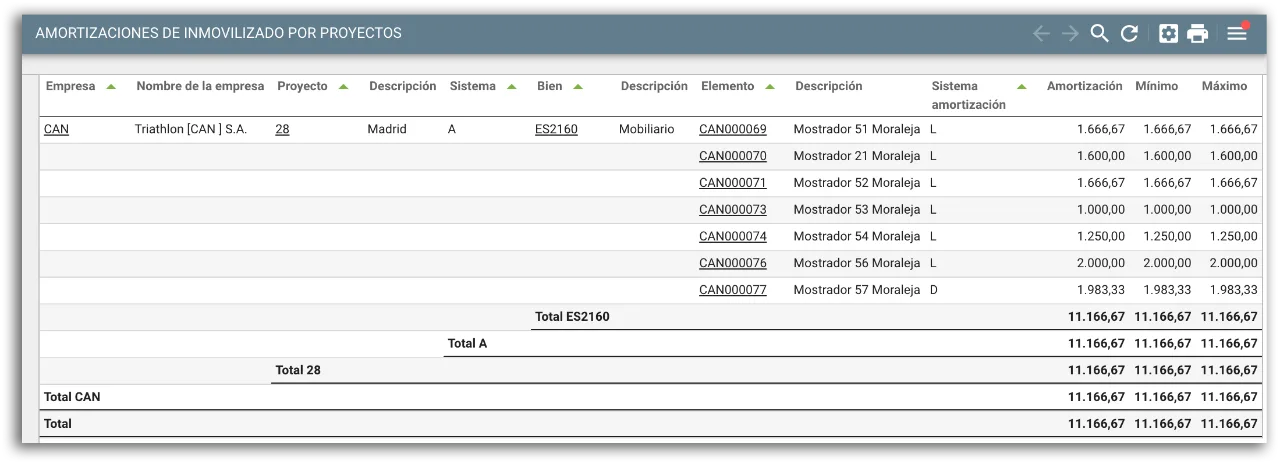 AMORTIZACIONES DE INMOVILIZADO POR PROYECTOS
Empresa Nombre de la empresa Proyecto Descripción Sistema Bien Descripción Elemento Descripción Sistema amortización Amortización Mínimo Máximo
CAN Triathlon [CAN ] S.A. 28 Madrid A ES2160 Mobiliario CAN000069 Mostrador 51 Moraleja L 1.666,67 1.666,67 1.666,67
CAN000070 Mostrador 21 Moraleja L 1.600,00 1.600,00 1.600,00
CAN000071 Mostrador 52 Moraleja L 1.666,67 1.666,67 1.666,67
CAN000073 Mostrador 53 Moraleja L 1.000,00 1.000,00 1.000,00
CAN000074 Mostrador 54 Moraleja L 1.250,00 1.250,00 1.250,00
CAN000076 Mostrador 56 Moraleja L 2.000,00 2.000,00 2.000,00
CAN000077 Mostrador 57 Moraleja D 1.983,33 1.983,33 1.983,33
Total ES2160 11.166,67 11.166,67 11.166,67
Total A 11.166,67 11.166,67 11.166,67
Total 28 11.166,67 11.166,67 11.166,67
Total CAN 11.166,67 11.166,67 11.166,67
Total 11.166,67 11.166,67 11.166,67